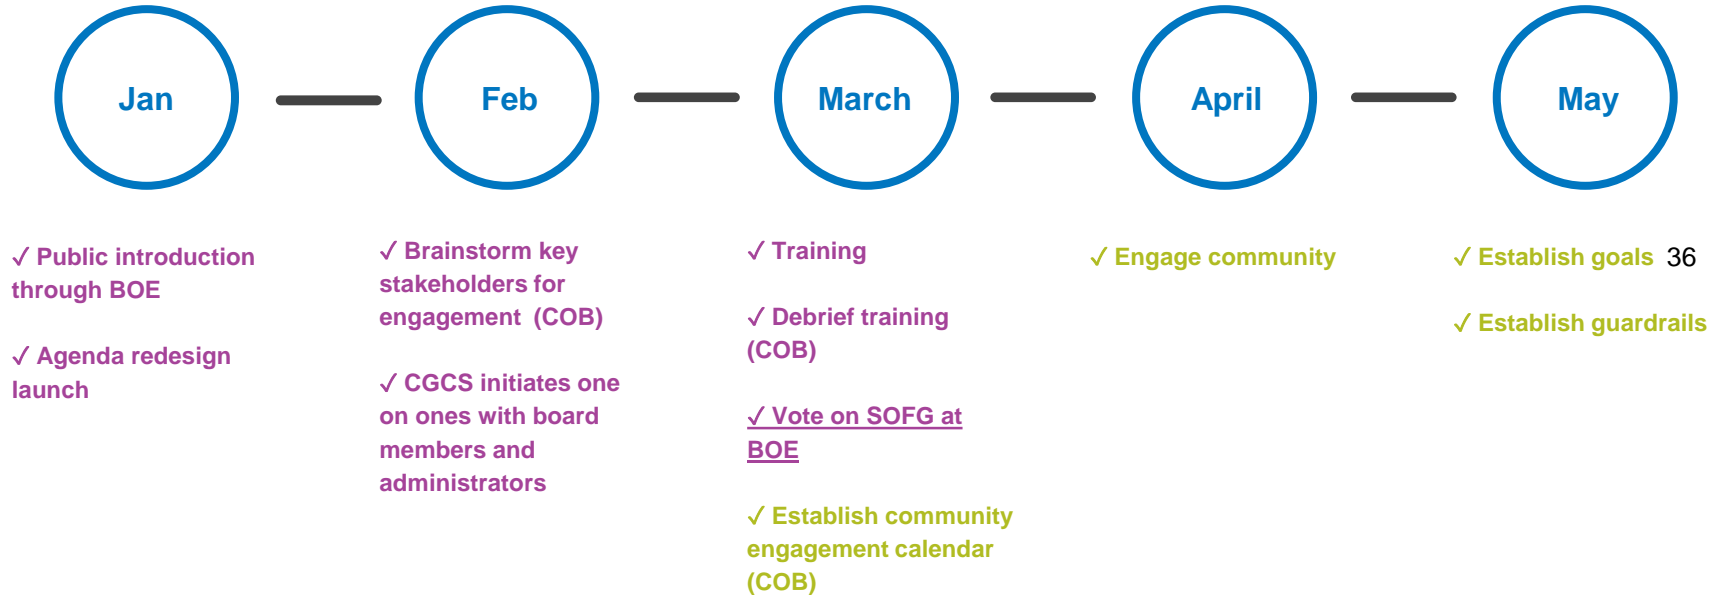 Jan
Feb
March
April
May
✓ Public introduction
through BOE
✓ Agenda redesign
launch
✓ Brainstorm key
stakeholders for
engagement (COB)
✓ CGCS initiates one
on ones with board
members and
administrators
✓ Training
✓ Debrief training
(COB)
✓ Vote on SOFG at
BOE
✓ Establish community
engagement calendar
(COB)
✓ Engage community
✓ Establish goals 36
✓ Establish guardrails